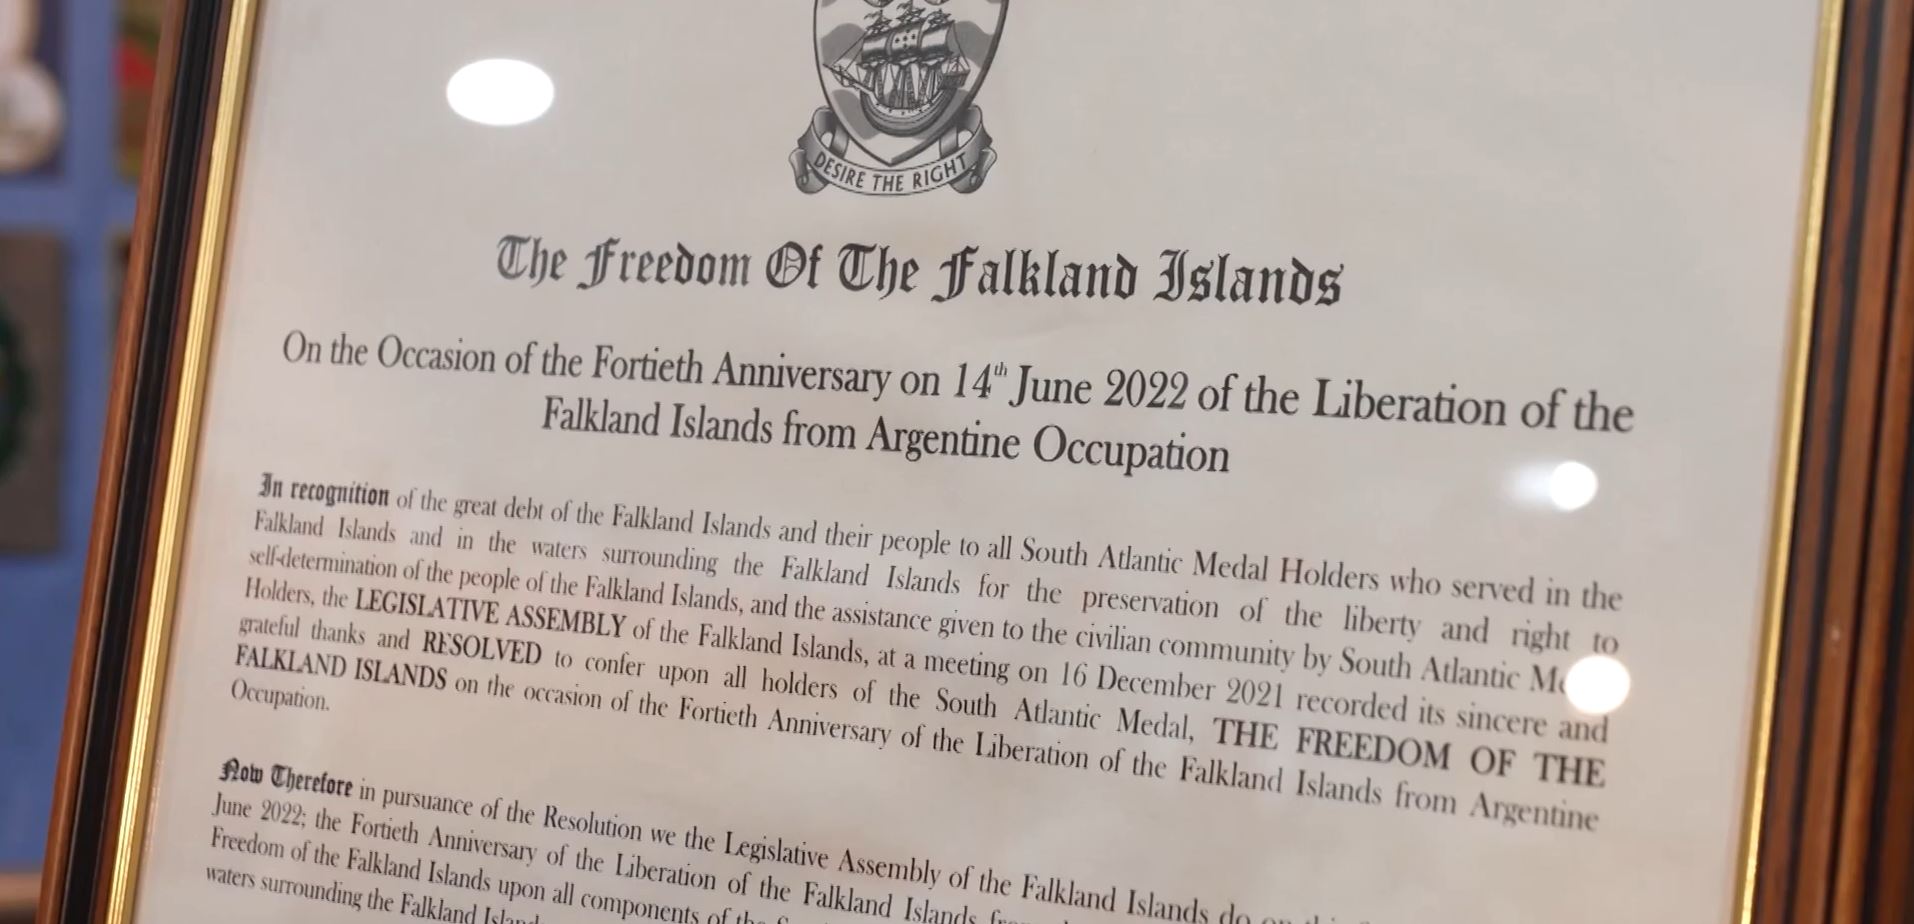 DESIRE THE RIGHT
The Freedom Of The Falkland Islands
On the Occasion of the Fortieth Anniversary on 14th June 2022 of the Liberation of the
Falkland Islands from Argentine Occupation
In recognition of the great debt of the Falkland Islands and their people to all South Atlantic Medal Holders who served in the
Falkland Islands and in the waters surrounding the Falkland Islands for the preservation of the liberty and right to
self-determination of the people of the Falkland Islands, and the assistance given to the civilian community by South Atlantic
Holders, the LEGISLATIVE ASSEMBLY of the Falkland Islands, at a meeting on 16 December 2021 recorded its sincere and
grateful thanks and RESOLVED to confer upon all holders of the South Atlantic Medal, THE FREEDOM OF THE
FALKLAND ISLANDS on the occasion of the Fortieth Anniversary of the Liberation of the Falkland Islands from Argentine
Occupation.
Now Therefore in pursuance of the Resolution we the Legislative Assembly of the Falkland Islands do on
June 2022; the Fortieth Anniversary of the Liberation of the Falkland Islands
Freedom of the Falkland Islands upon all components of the
waters surrounding the Falkland